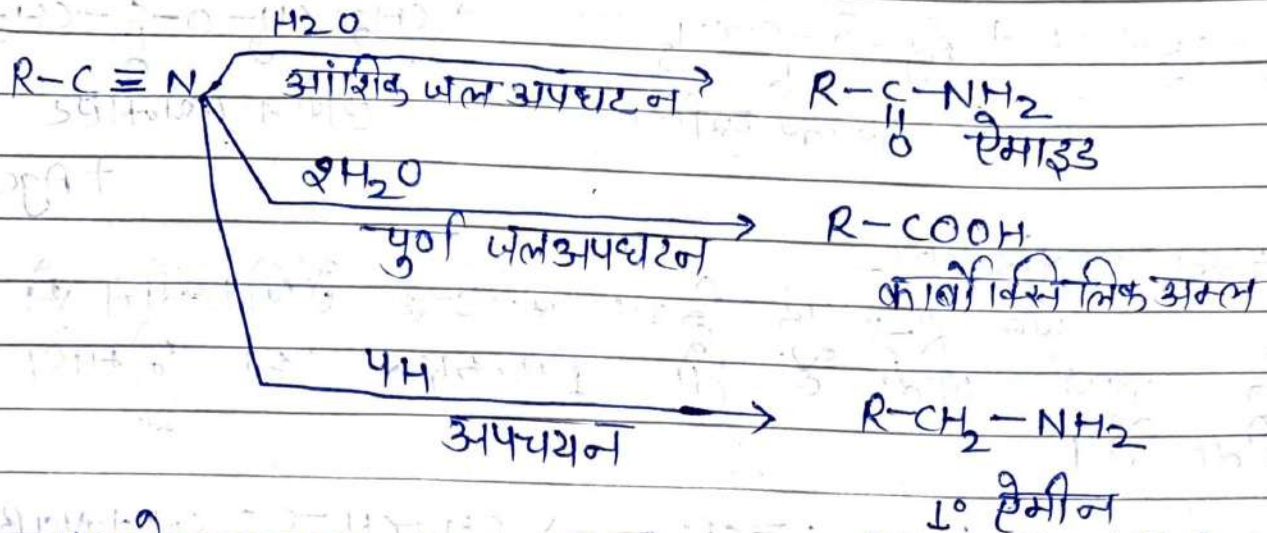 H2O
R-C≡N आंशिक जल अपघटन R-C-NH2
||
O ऐमाइड
2H2O
पुर्ण जलअपघटन R-COOH
कार्बोक्सिलिक अम्ल
4H
अपचयन R-CH2-NH2
1° ऐमीन